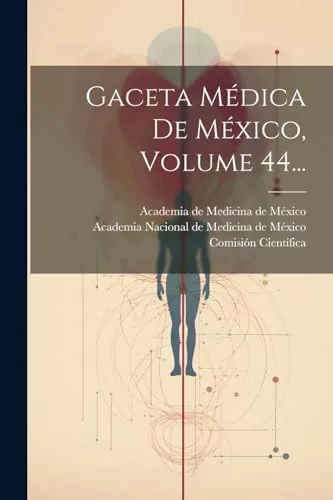 Gaceta Médica
De México,
Volume 44...
Academia de Medicina de México
Academia Nacional de Medicina de México
Comisión Científica